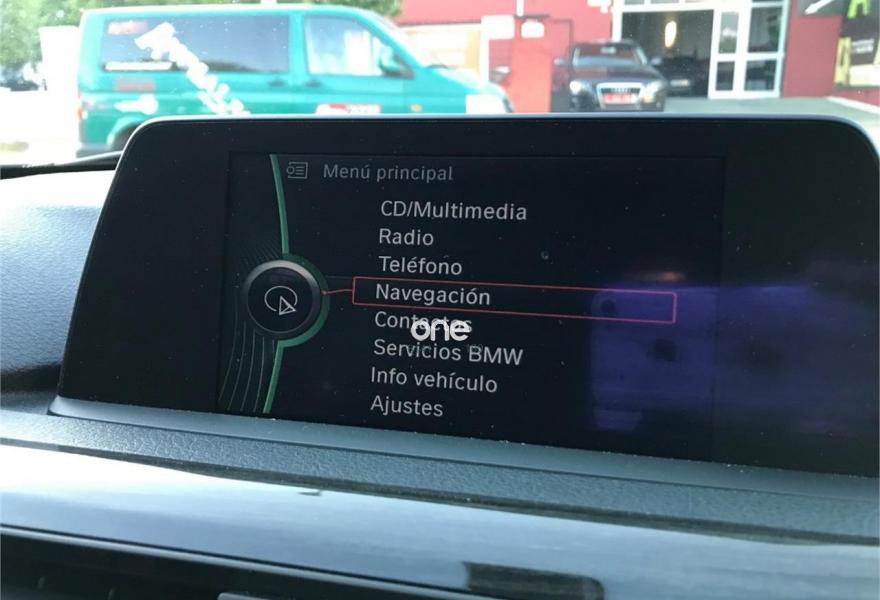 Menú principal
CD/Multimedia
Radio
Teléfono
Navegación
Contactos
one
Servicios BMW
Info vehículo
Ajustes